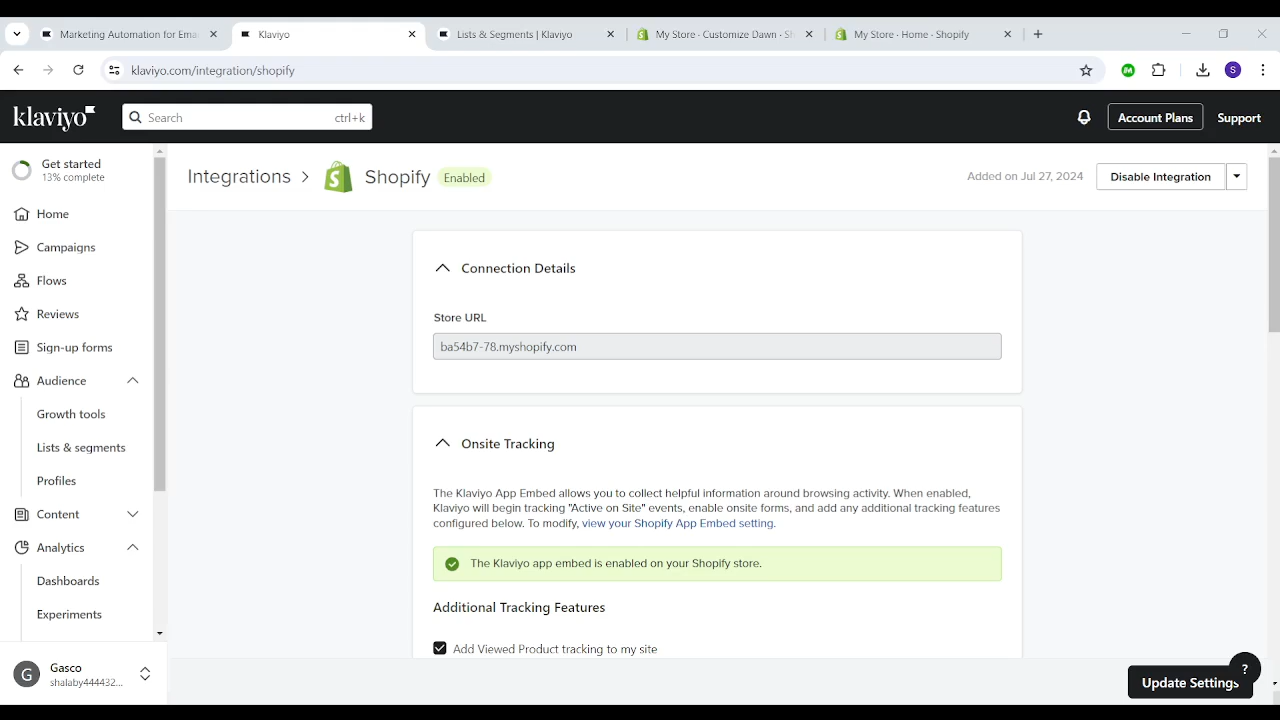 Marketing Automation for Ema
Klaviyo
Lists & Segments | Klaviyo
My Store · Customize Dawn · S
My Store · Home · Shopify
klaviyo.com/integration/shopify
S
klaviyo
Search
ctrl+k
Account Plans
Support
Get started
13% complete
Home
Campaigns
Flows
Reviews
Sign-up forms
Audience
Growth tools
Lists & segments
Profiles
Content
Analytics
Dashboards
Experiments
G
Gasco
shalaby444432...
Integrations > Shopify Enabled
Added on Jul 27, 2024
Disable Integration
Connection Details
Store URL
ba54b7-78.myshopify.com
Onsite Tracking
The Klaviyo App Embed allows you to collect helpful information around browsing activity. When enabled,
Klaviyo will begin tracking "Active on Site" events, enable onsite forms, and add any additional tracking features
configured below. To modify, view your Shopify App Embed setting.
The Klaviyo app embed is enabled on your Shopify store.
Additional Tracking Features
Add Viewed Product tracking to my site
Update Settings
?